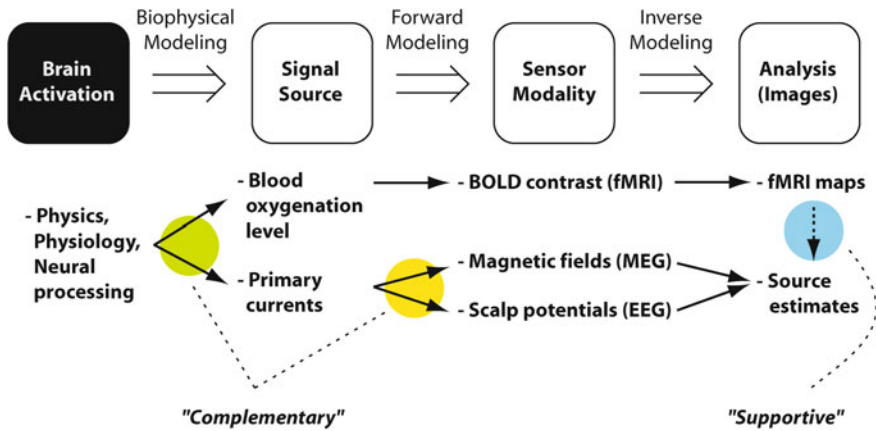 Biophysical
Modeling
Forward
Modeling
Inverse
Modeling
Brain
Activation
Signal
Source
Sensor
Modality
Analysis
(Images)
- Physics,
Physiology,
Neural
processing
- Blood
oxygenation
level
- Primary
currents
- BOLD contrast (fMRI)
- Magnetic fields (MEG)
- Scalp potentials (EEG)
- fMRI maps
- Source
estimates
"Complementary"
"Supportive"